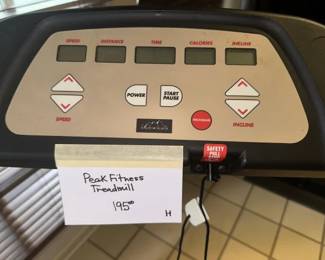 SPEED DISTANCE TIME CALORIES INCLINE
POWER START PAUSE
SPEED INCLINE
SAFETY
PULL
Peak Fitness
Treadmill
195⁰⁰
H